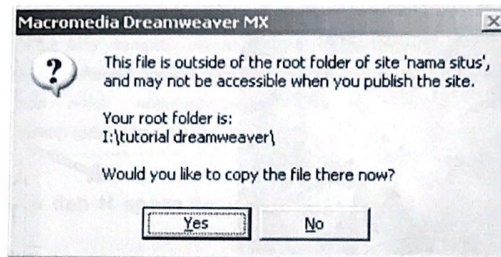 Macromedia Dreamweaver MX
This file is outside of the root folder of site 'nama situs',
and may not be accessible when you publish the site.
Your root folder is:
I:\tutorial dreamweaver\
Would you like to copy the file there now?
Yes
No